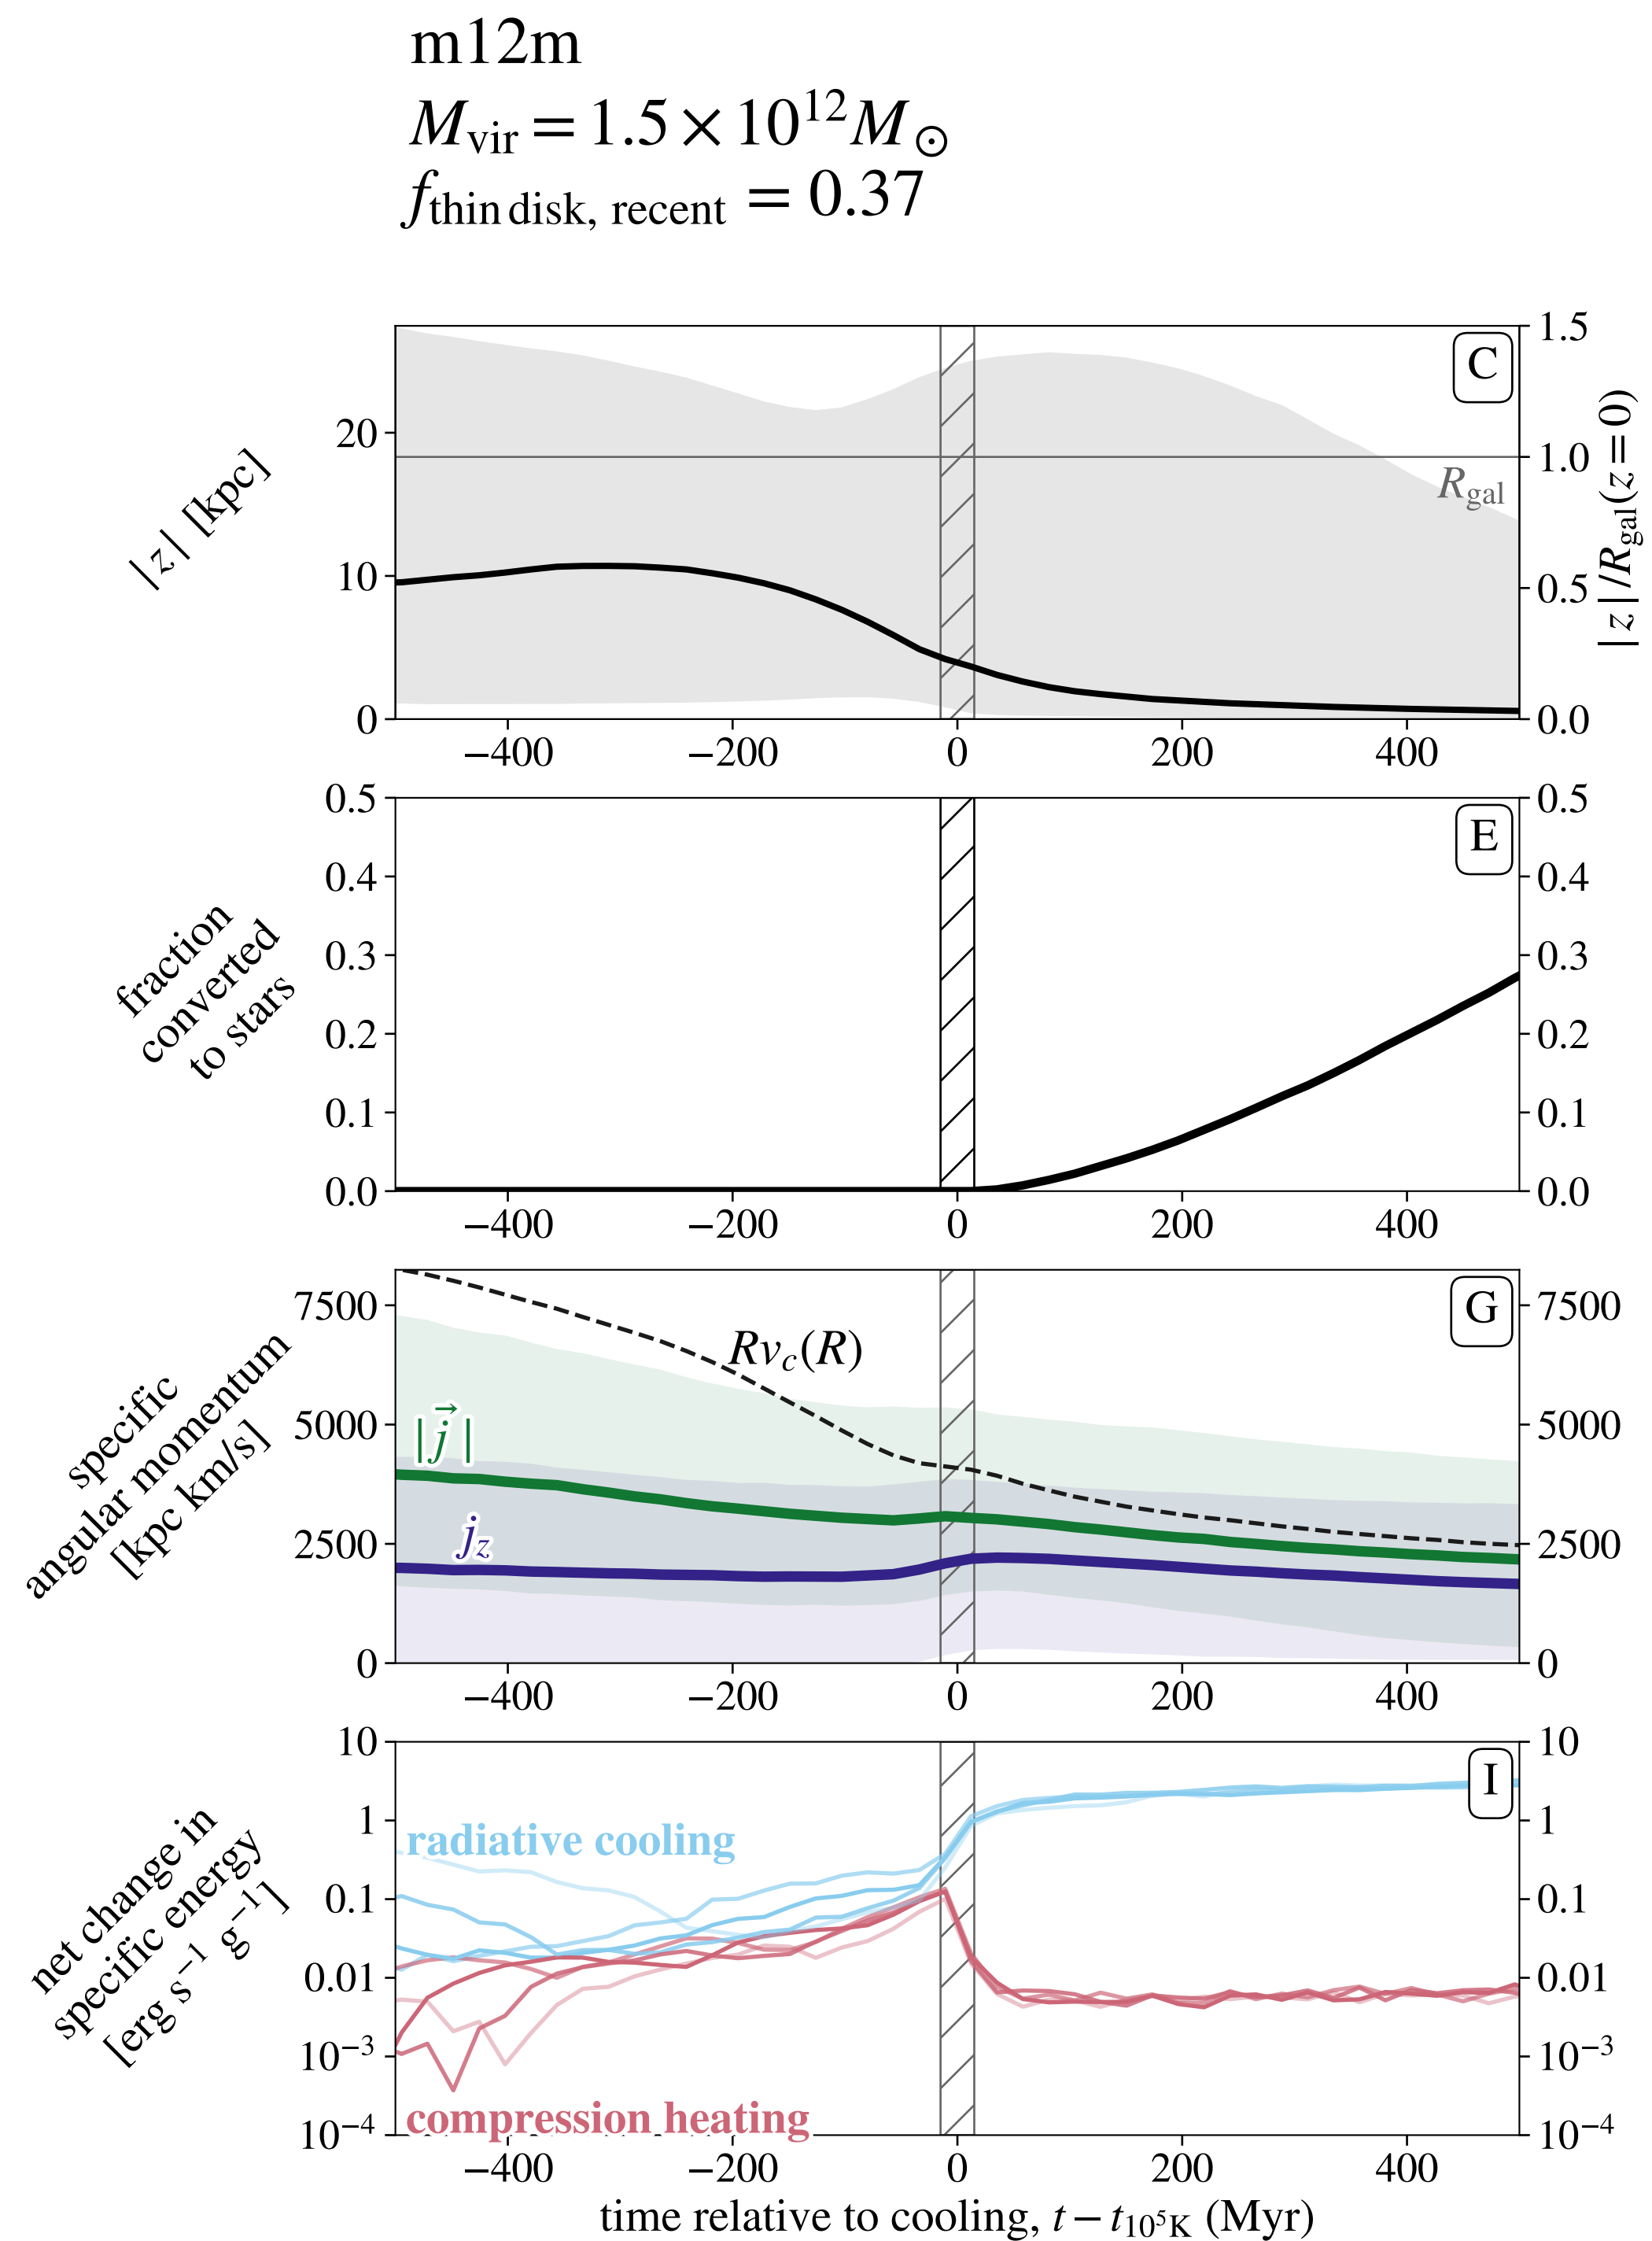 m12m
M_vir = 1.5 × 10^12 M_⊙
f_thin disk, recent = 0.37
|z| [kpc]
20
10
0
C
R_gal
1.5
1.0
0.5
0.0
|z|/R_gal(z=0)
−400 −200 0 200 400
fraction
converted
to stars
0.5
0.4
0.3
0.2
0.1
0.0
E
0.5
0.4
0.3
0.2
0.1
0.0
−400 −200 0 200 400
specific
angular momentum
[kpc km/s]
7500
5000
2500
0
Rv_c(R)
|j⃗|
j_z
G
7500
5000
2500
0
−400 −200 0 200 400
net change in
specific energy
[erg s^−1 g^−1]
10
1
0.1
0.01
10^−3
10^−4
radiative cooling
compression heating
I
10
1
0.1
0.01
10^−3
10^−4
−400 −200 0 200 400
time relative to cooling, t − t_10^5K (Myr)